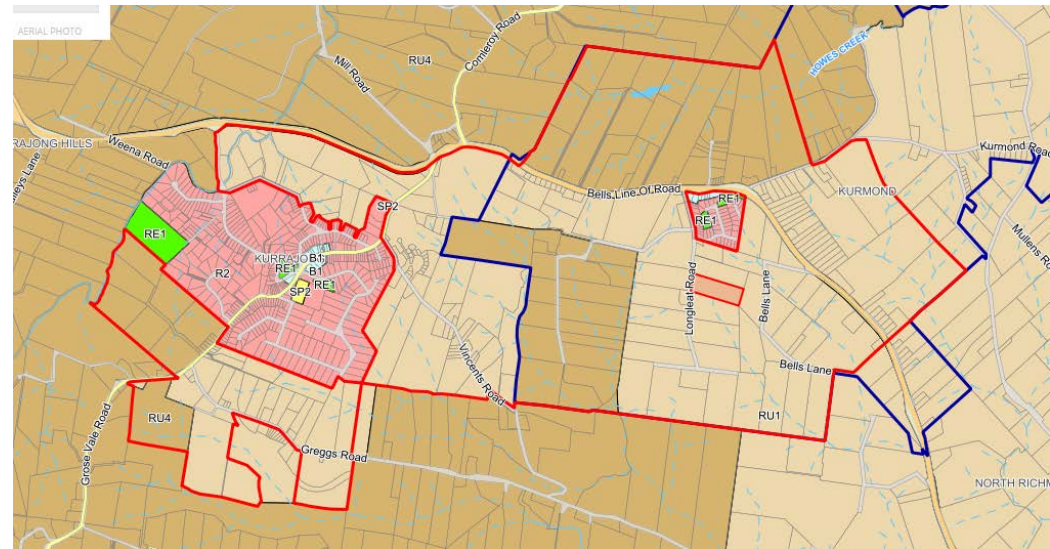 AERIAL PHOTO
Comleroy Road
RU4
Mill Road
HOWES CREEK
RAJONG HILLS
Weena Road
Kurmond Road
KURMOND
Bells Line Of Road
SP2
RE1
RE1
RE1
Mullens Ro
R2
KURRAJO
B1
B1
RE1
SP2
RE1
Longleat Road
Bells Lane
Vincents Road
Bells Lane
RU1
RU4
Greggs Road
Grose Vale Road
NORTH RICHM